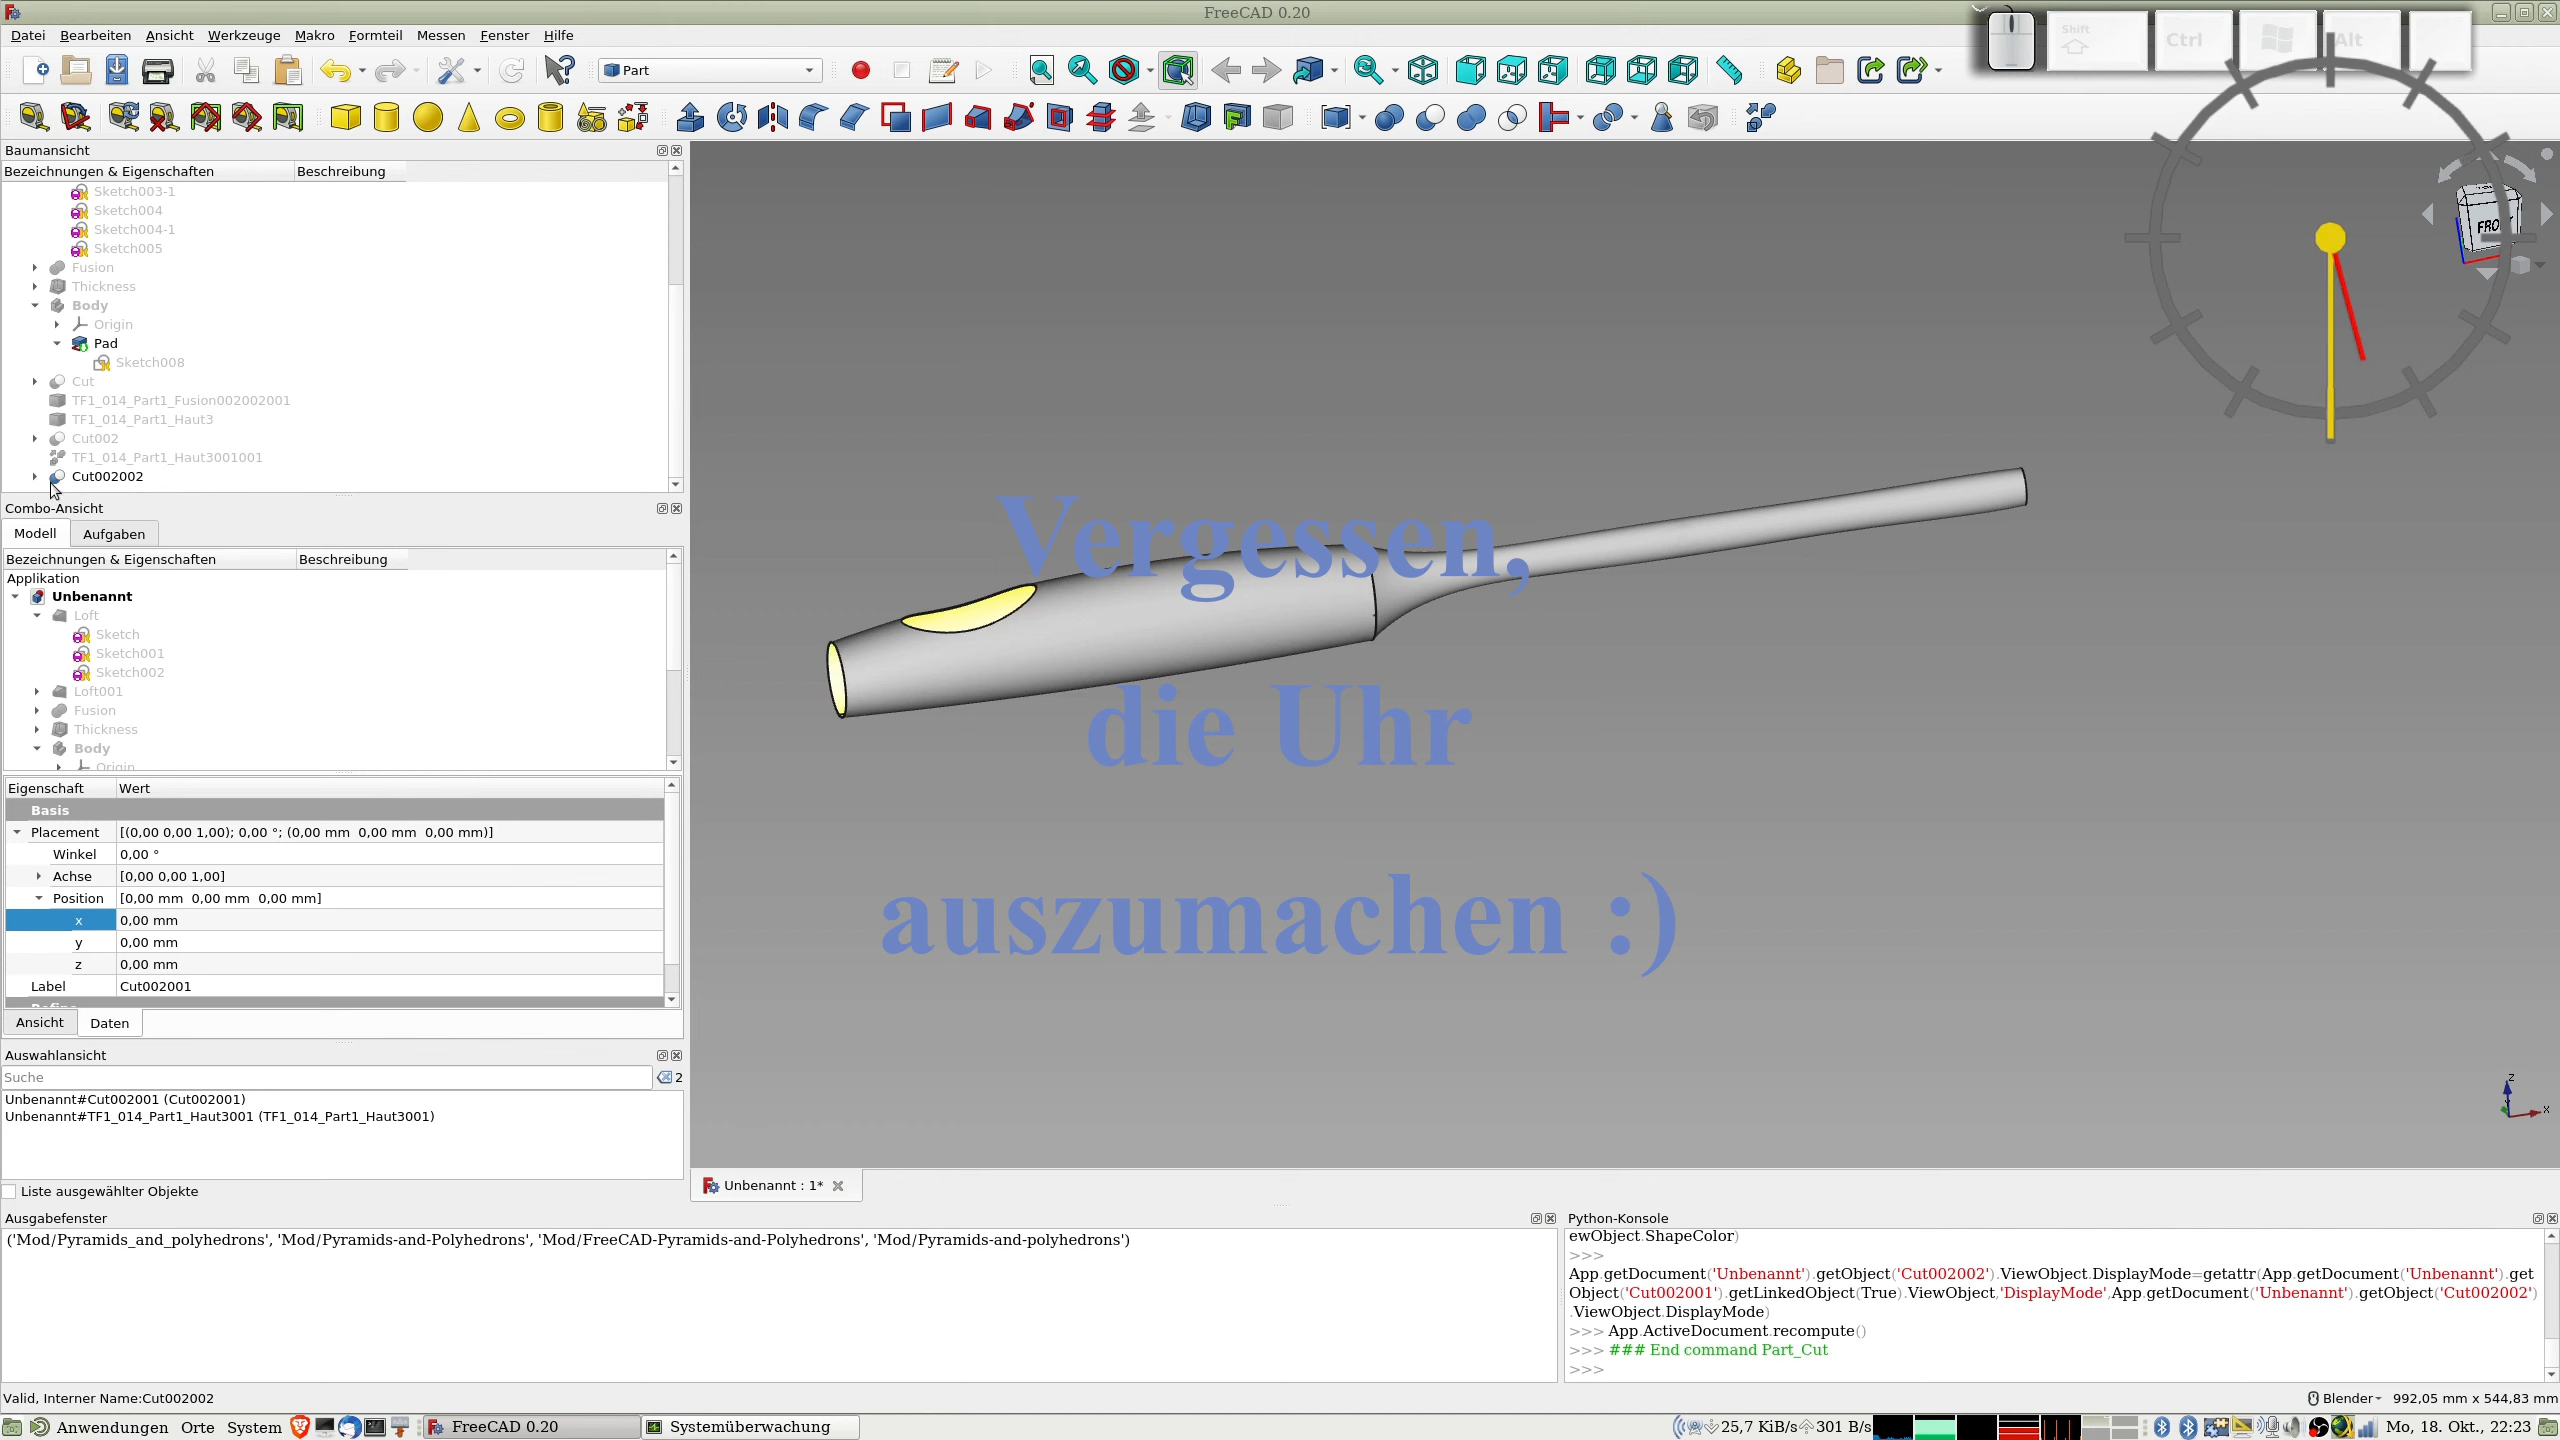 FreeCAD 0.20
Datei Bearbeiten Ansicht Werkzeuge Makro Formteil Messen Fenster Hilfe
Shift Ctrl Alt
Part
Baumansicht
Bezeichnungen & Eigenschaften Beschreibung
Sketch003-1
Sketch004
Sketch004-1
Sketch005
Fusion
Thickness
Body
Origin
Pad
Sketch008
Cut
TF1_014_Part1_Fusion002002001
TF1_014_Part1_Haut3
Cut002
TF1_014_Part1_Haut3001001
Cut002002
Combo-Ansicht
Modell Aufgaben
Bezeichnungen & Eigenschaften Beschreibung
Applikation
Unbenannt
Loft
Sketch
Sketch001
Sketch002
Loft001
Fusion
Thickness
Body
Origin
Eigenschaft Wert
Basis
Placement [(0,00 0,00 1,00); 0,00 °; (0,00 mm 0,00 mm 0,00 mm)]
Winkel 0,00 °
Achse [0,00 0,00 1,00]
Position [0,00 mm 0,00 mm 0,00 mm]
x 0,00 mm
y 0,00 mm
z 0,00 mm
Label Cut002001
Ansicht Daten
Auswahlansicht
Suche 2
Unbenannt#Cut002001 (Cut002001)
Unbenannt#TF1_014_Part1_Haut3001 (TF1_014_Part1_Haut3001)
Liste ausgewählter Objekte
Vergessen,
die Uhr
auszumachen :)
z
x
Unbenannt : 1*
Ausgabefenster
('Mod/Pyramids_and_polyhedrons', 'Mod/Pyramids-and-Polyhedrons', 'Mod/FreeCAD-Pyramids-and-Polyhedrons', 'Mod/Pyramids-and-polyhedrons')
Python-Konsole
ewObject.ShapeColor)
>>>
App.getDocument('Unbenannt').getObject('Cut002002').ViewObject.DisplayMode=getattr(App.getDocument('Unbenannt').get
Object('Cut002001').getLinkedObject(True).ViewObject,'DisplayMode',App.getDocument('Unbenannt').getObject('Cut002002')
.ViewObject.DisplayMode)
>>> App.ActiveDocument.recompute()
>>> ### End command Part_Cut
>>>
Valid, Interner Name:Cut002002
Blender 992,05 mm x 544,83 mm
Anwendungen Orte System FreeCAD 0.20 Systemüberwachung 25,7 KiB/s 301 B/s Mo, 18. Okt., 22:23